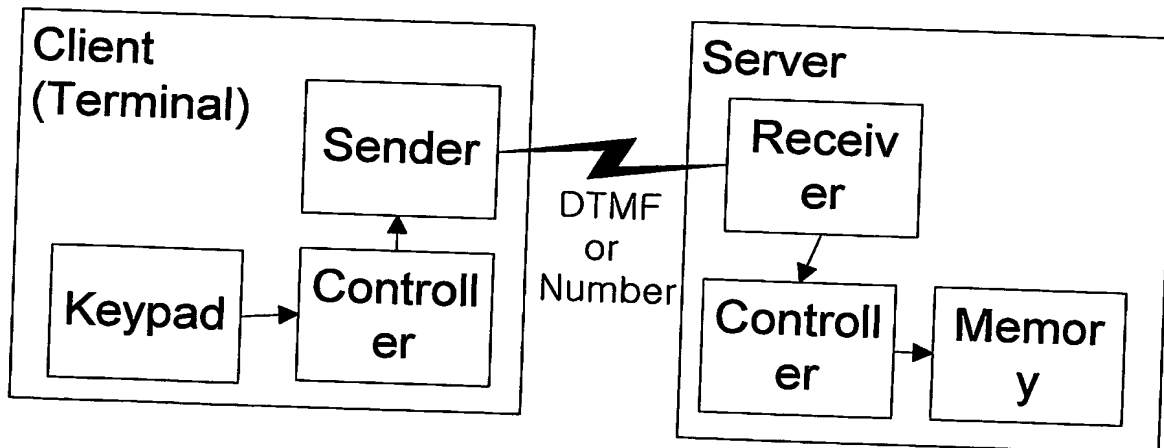 Client
(Terminal)
Sender
Keypad
Controll
er
DTMF
or
Number
Server
Receiv
er
Controll
er
Memor
y